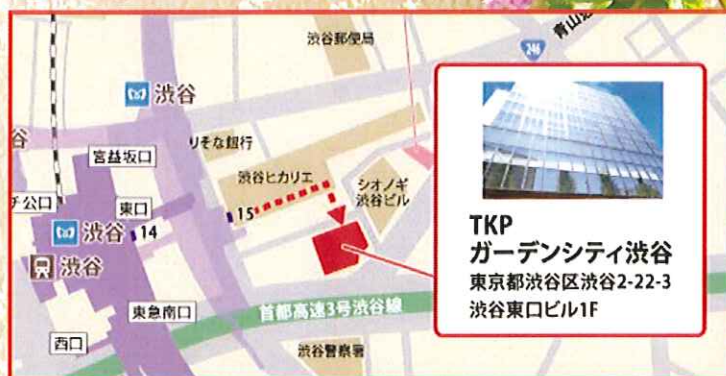 渋谷郵便局
246
青山
渋谷
りそな銀行
宮益坂口
渋谷ヒカリエ
シオノギ
渋谷ビル
チ公口
東口
15
渋谷
14
渋谷
東急南口
首都高速3号渋谷線
西口
渋谷警察署
TKP
ガーデンシティ渋谷
東京都渋谷区渋谷2-22-3
渋谷東口ビル1F